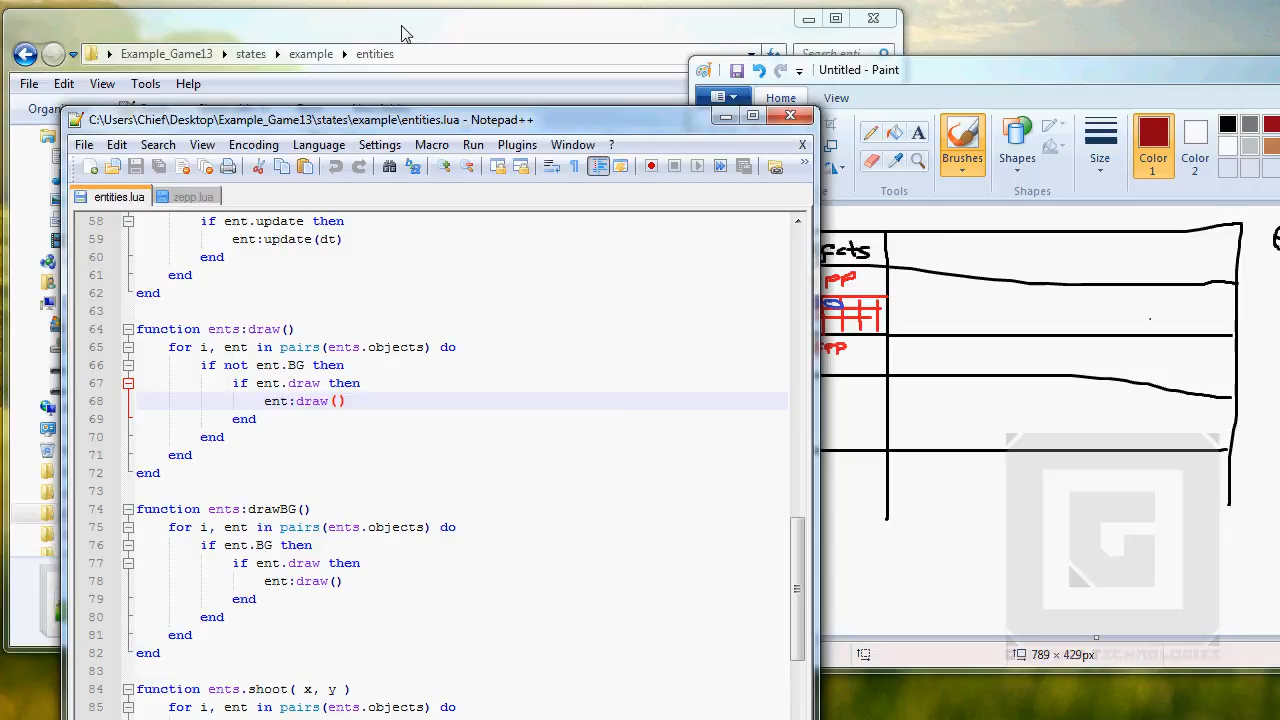 Example_Game13 states example entities Search enti
File Edit View Tools Help
Organi
Untitled - Paint
Home View
Tools
Brushes
Shapes
Shapes
Size
Color 1
Color 2
C:\Users\Chief\Desktop\Example_Game13\states\example\entities.lua - Notepad++
File Edit Search View Encoding Language Settings Macro Run Plugins Window ? X
entities.lua zepp.lua
58 if ent.update then
59 ent:update(dt)
60 end
61 end
62 end
63
64 function ents:draw()
65 for i, ent in pairs(ents.objects) do
66 if not ent.BG then
67 if ent.draw then
68 ent:draw()
69 end
70 end
71 end
72 end
73
74 function ents:drawBG()
75 for i, ent in pairs(ents.objects) do
76 if ent.BG then
77 if ent.draw then
78 ent:draw()
79 end
80 end
81 end
82 end
83
84 function ents.shoot( x, y )
85 for i, ent in pairs(ents.objects) do
cts
PP
PP
789 × 429px